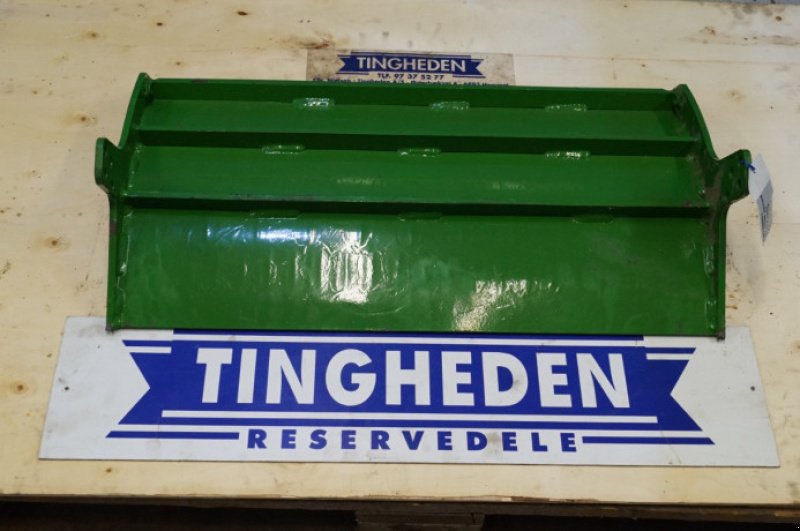 TINGHEDEN
TLF. 97 37 52 77
TINGHEDEN
RESERVEDELE